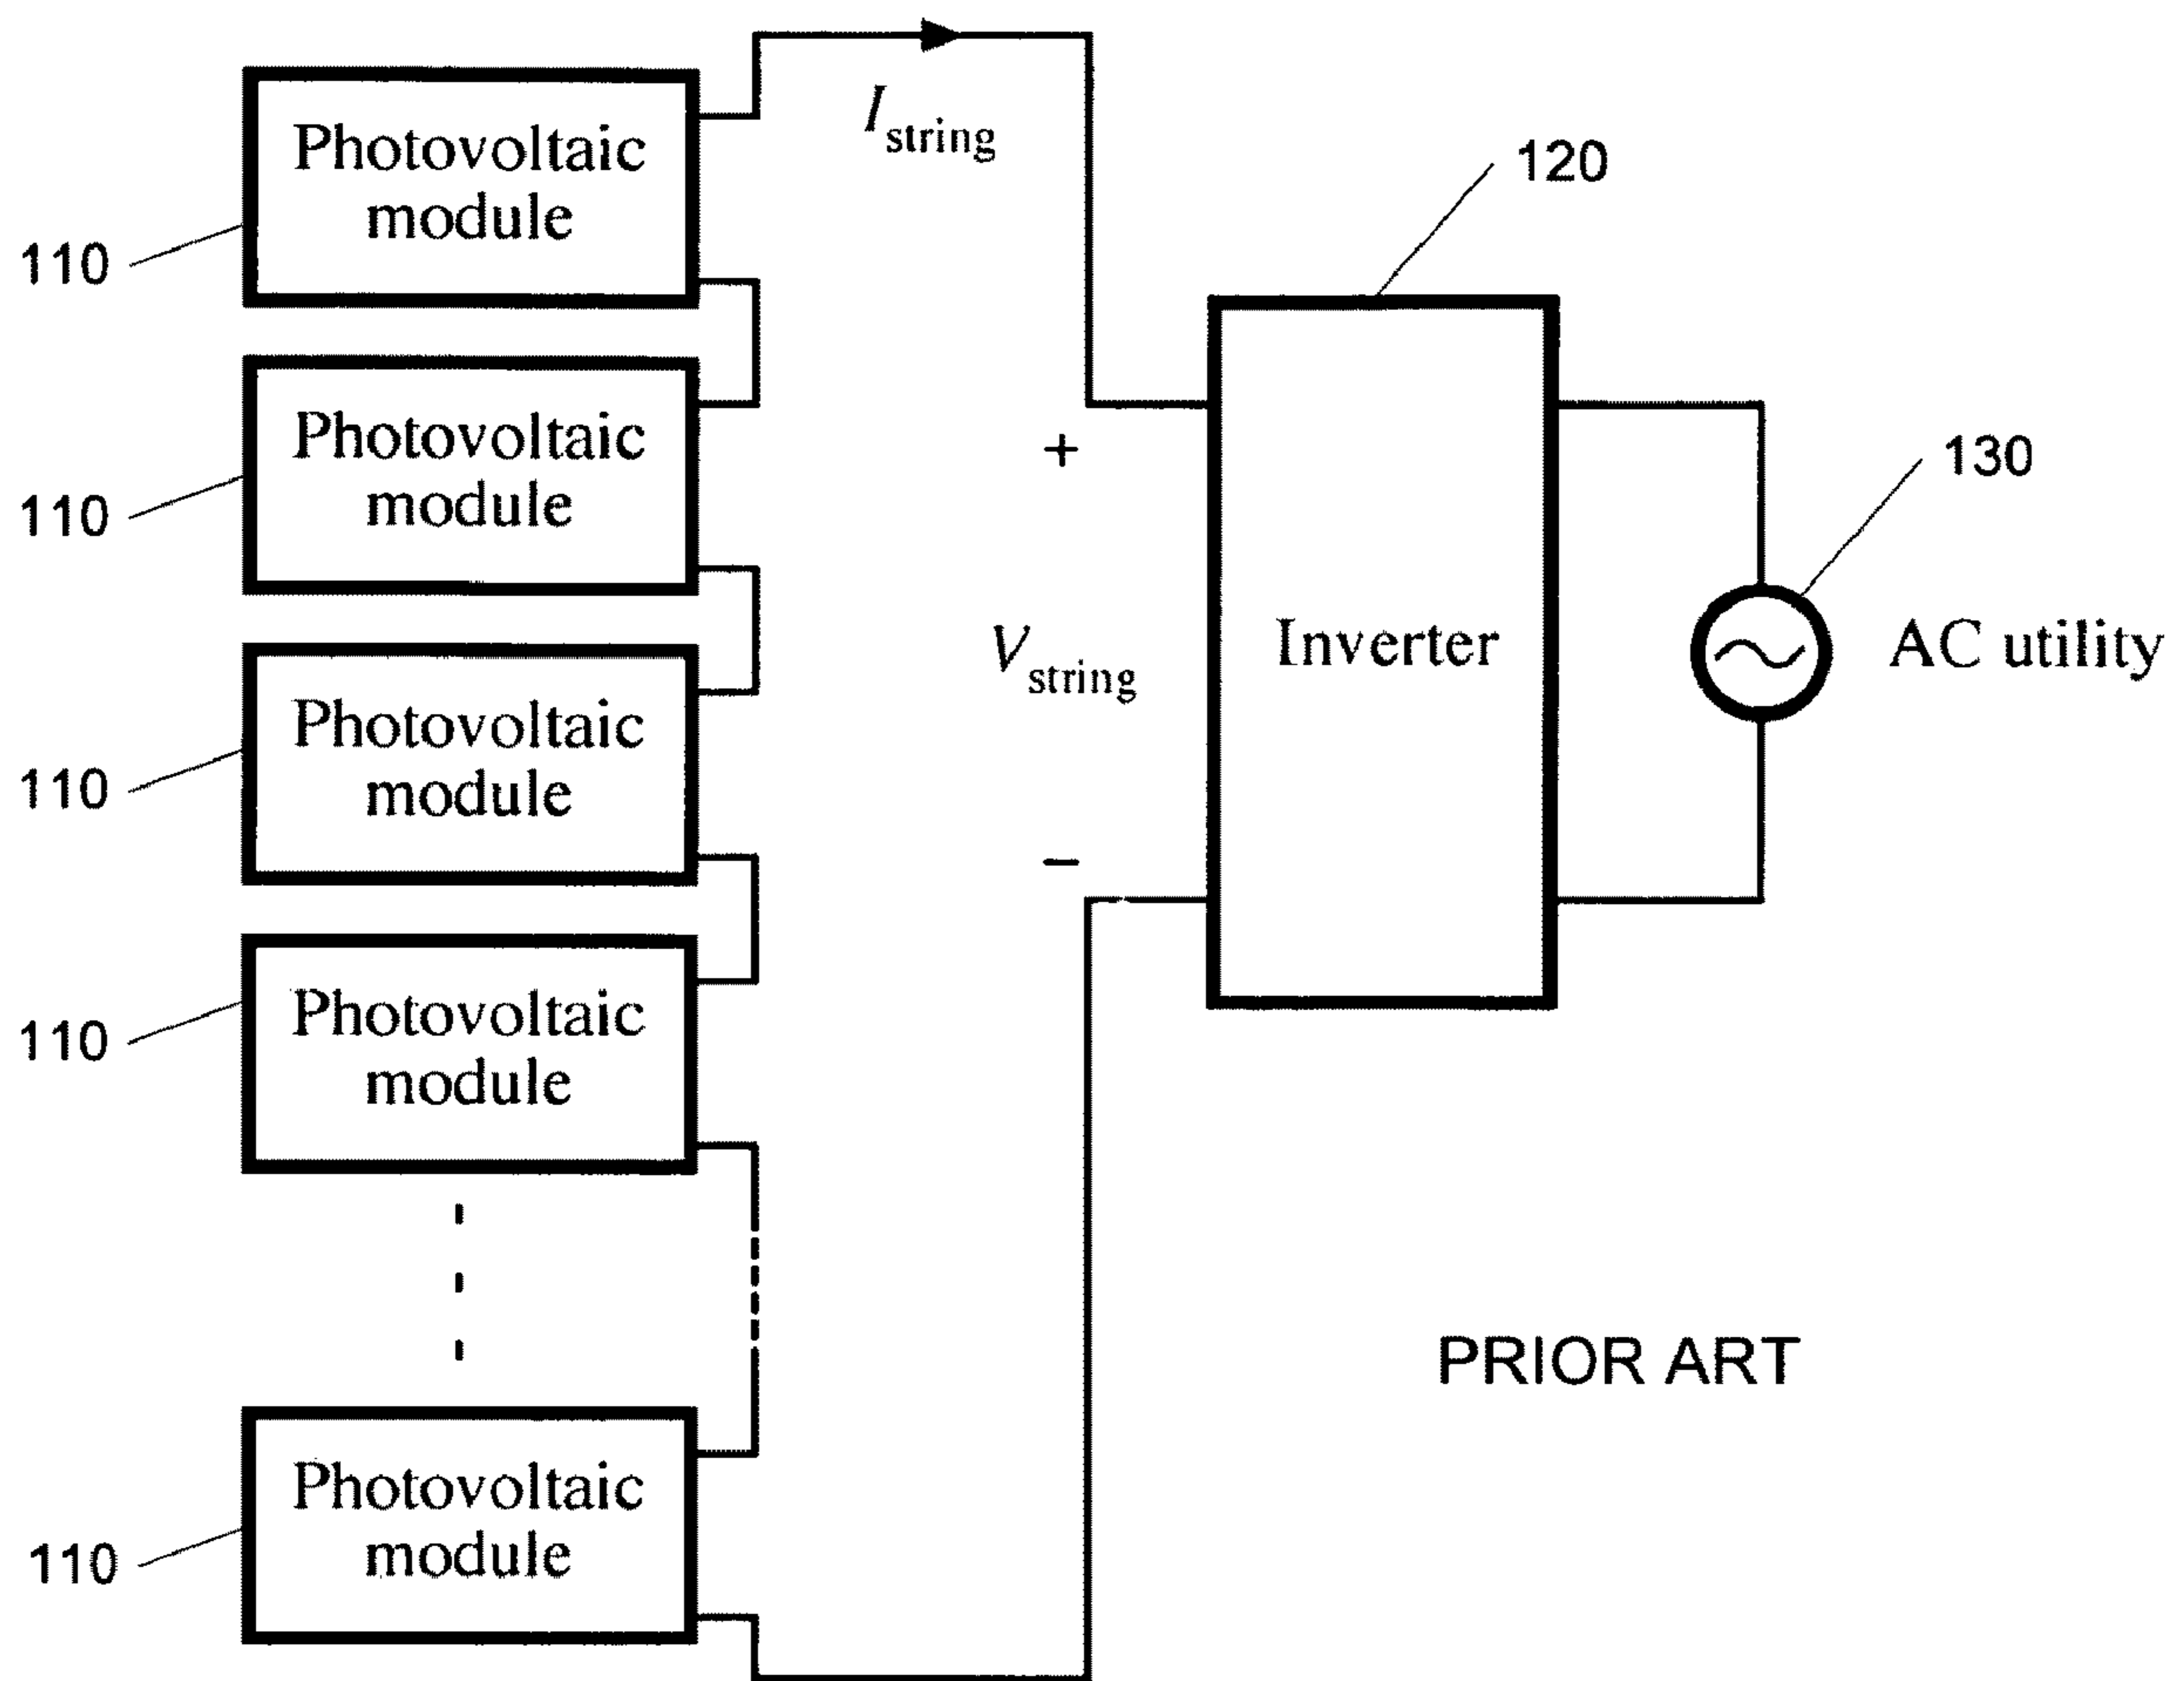 Photovoltaic
module
110
I string
120
Photovoltaic
module
110
+
130
Photovoltaic
module
110
V string
Inverter
AC utility
−
Photovoltaic
module
110
PRIOR ART
Photovoltaic
module
110